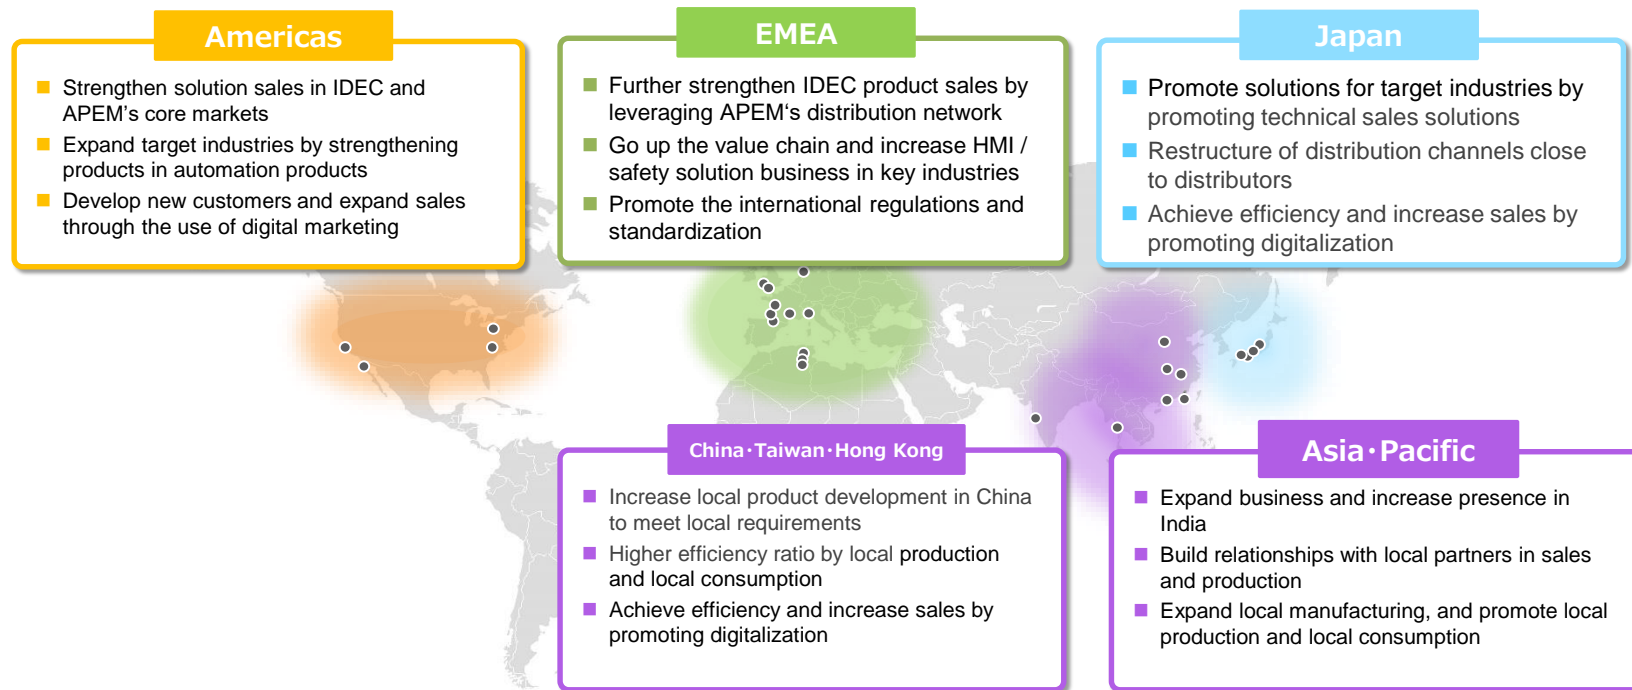 Americas
Strengthen solution sales in IDEC and
APEM's core markets
Expand target industries by strengthening
products in automation products
Develop new customers and expand sales
through the use of digital marketing
EMEA
Further strengthen IDEC product sales by
leveraging APEM‘s distribution network
Go up the value chain and increase HMI /
safety solution business in key industries
Promote the international regulations and
standardization
Japan
Promote solutions for target industries by
promoting technical sales solutions
Restructure of distribution channels close
to distributors
Achieve efficiency and increase sales by
promoting digitalization
China･Taiwan･Hong Kong
Increase local product development in China
to meet local requirements
Higher efficiency ratio by local production
and local consumption
Achieve efficiency and increase sales by
promoting digitalization
Asia･Pacific
Expand business and increase presence in
India
Build relationships with local partners in sales
and production
Expand local manufacturing, and promote local
production and local consumption